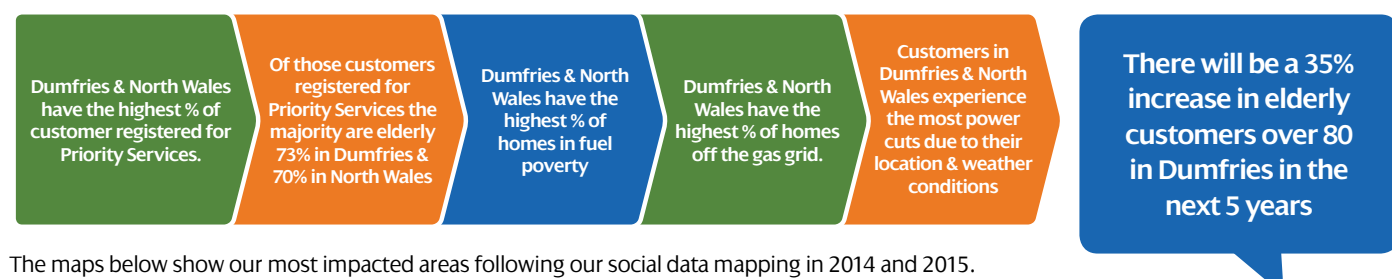 Dumfries & North Wales
have the highest % of
customer registered for
Priority Services.
Of those customers
registered for
Priority Services the
majority are elderly
73% in Dumfries &
70% in North Wales
Dumfries & North
Wales have the
highest % of
homes in fuel
poverty
Dumfries & North
Wales have the
highest % of homes
off the gas grid.
Customers in
Dumfries & North
Wales experience
the most power
cuts due to their
location & weather
conditions
There will be a 35%
increase in elderly
customers over 80
in Dumfries in the
next 5 years
The maps below show our most impacted areas following our social data mapping in 2014 and 2015.